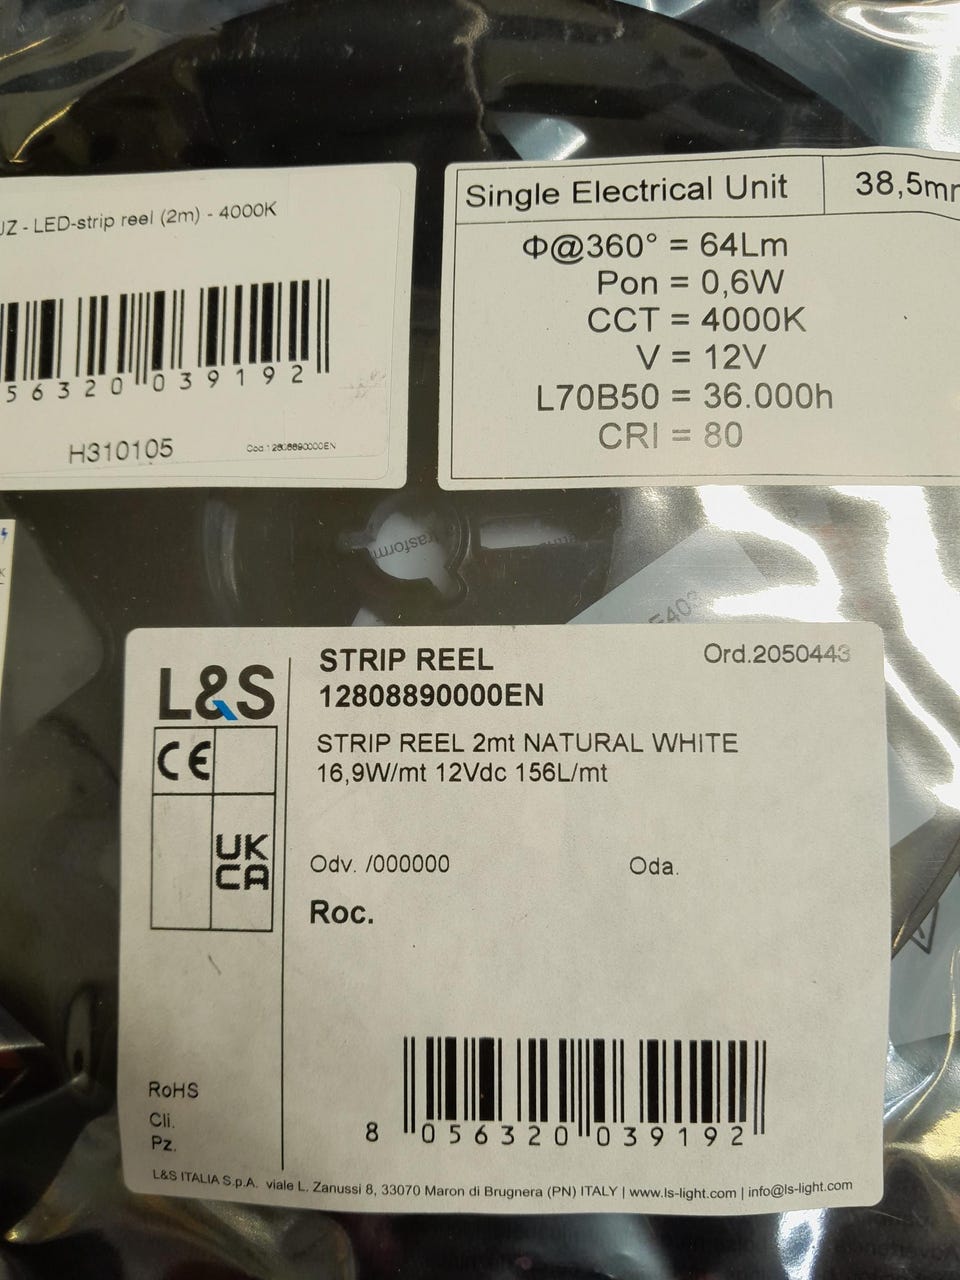 JZ - LED-strip reel (2m) - 4000K
56320 039192
H310105
Cod.12808890000EN
Single Electrical Unit
38,5mm
Φ@360° = 64Lm
Pon = 0,6W
CCT = 4000K
V = 12V
L70B50 = 36.000h
CRI = 80
L&S
STRIP REEL
Ord.2050443
12808890000EN
STRIP REEL 2mt NATURAL WHITE
16,9W/mt 12Vdc 156L/mt
CE
UK
CA
Odv. /000000
Oda.
Roc.
RoHS
Cli.
Pz.
8 056320 039192
L&S ITALIA S.p.A. viale L. Zanussi 8, 33070 Maron di Brugnera (PN) ITALY | www.ls-light.com | info@ls-light.com